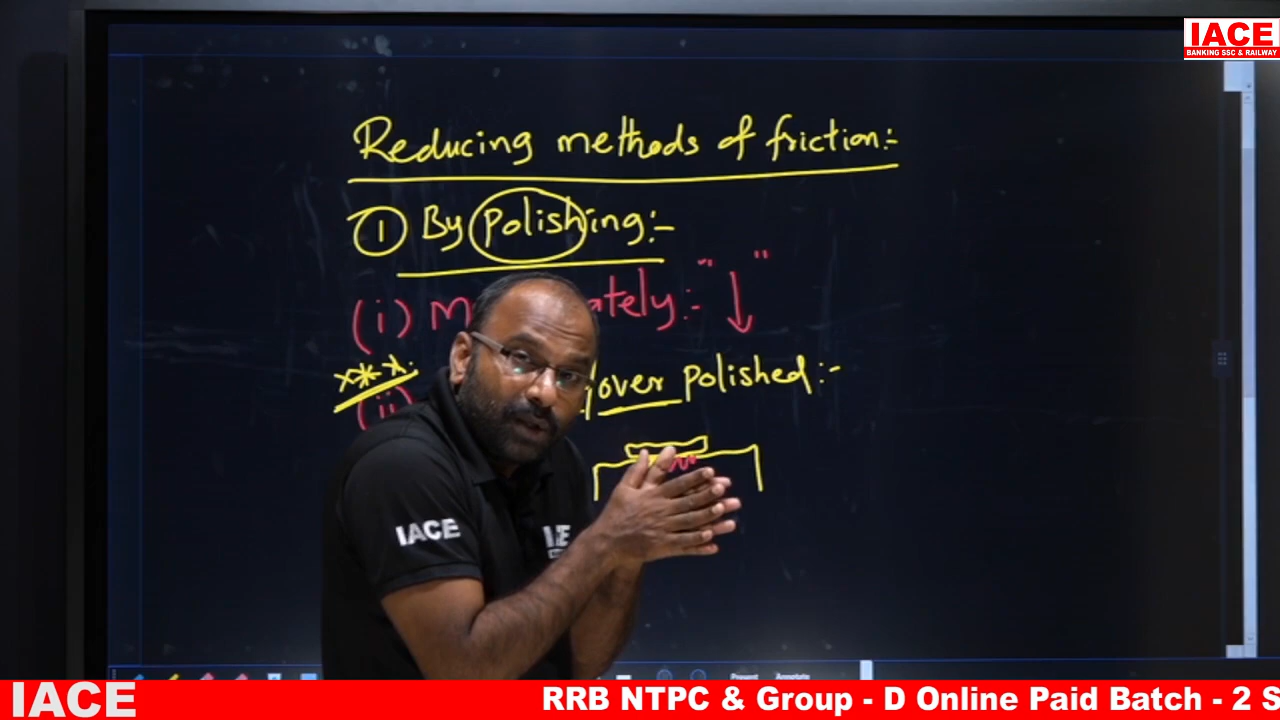 IACE
BANKING SSC & RAILWAY
Reducing methods of friction:-
① By Polishing:-
(i) M ately:- " ↓ "
(ii) over Polished:-
IACE
IACE
RRB NTPC & Group - D Online Paid Batch - 2 S